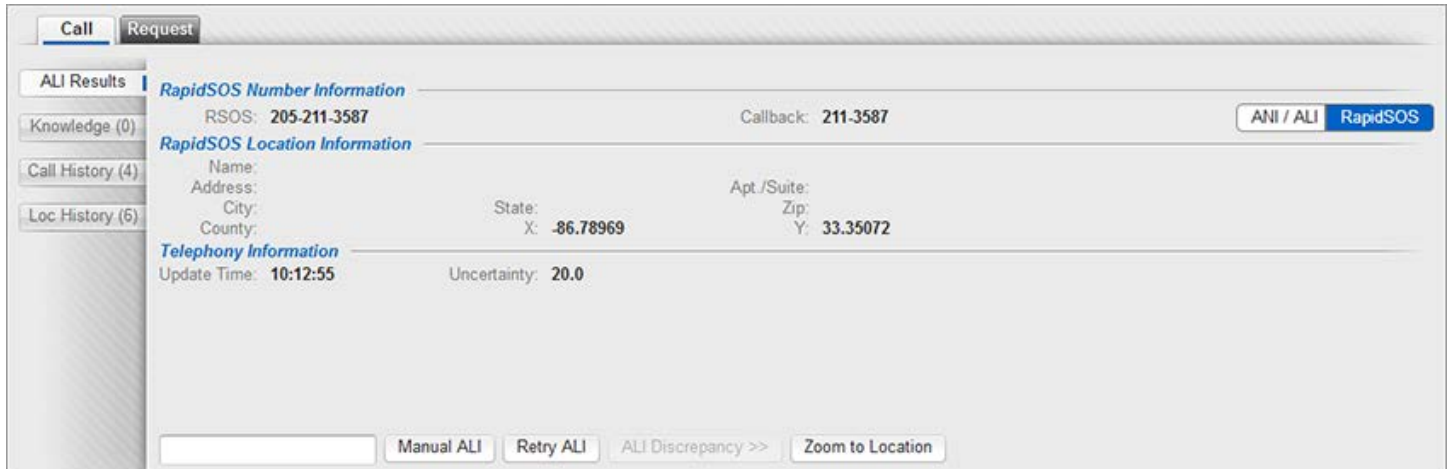 Call Request
ALI Results
Knowledge (0)
Call History (4)
Loc History (6)
RapidSOS Number Information
RSOS: 205-211-3587 Callback: 211-3587 ANI / ALI RapidSOS
RapidSOS Location Information
Name:
Address: Apt./Suite:
City: State: Zip:
County: X: -86.78969 Y: 33.35072
Telephony Information
Update Time: 10:12:55 Uncertainty: 20.0
Manual ALI Retry ALI ALI Discrepancy >> Zoom to Location